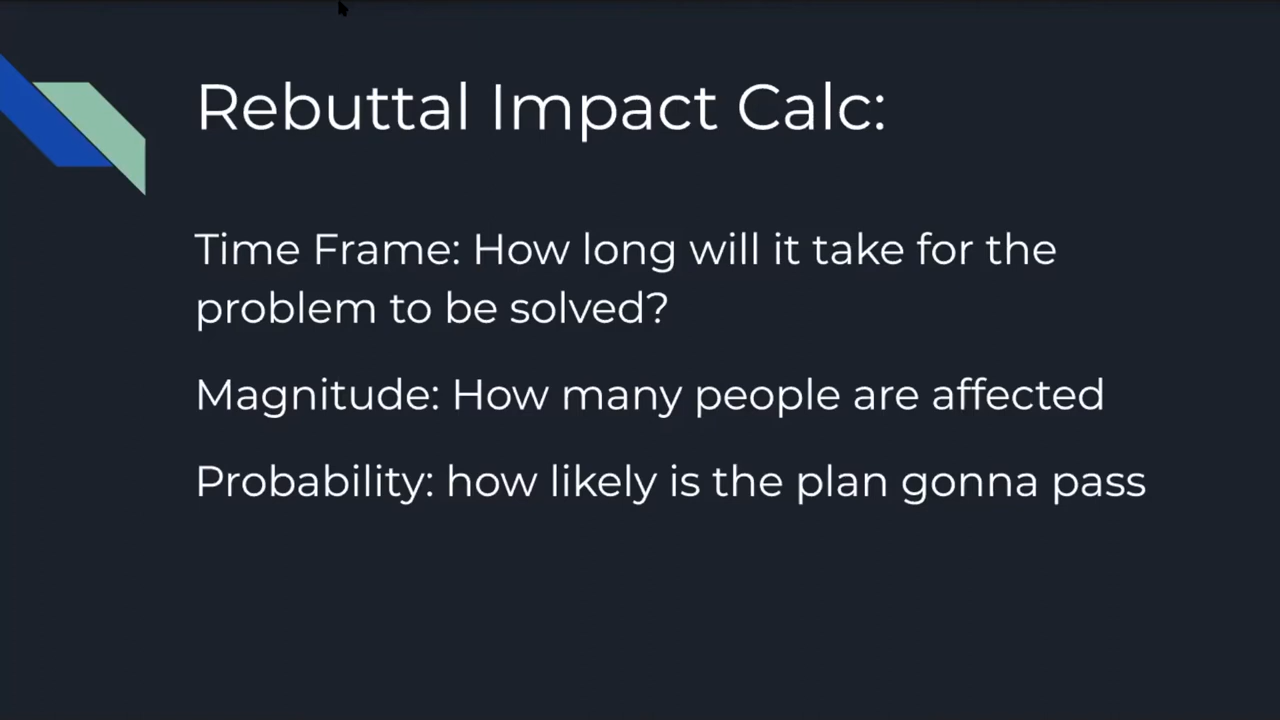 Rebuttal Impact Calc:
Time Frame: How long will it take for the
problem to be solved?
Magnitude: How many people are affected
Probability: how likely is the plan gonna pass